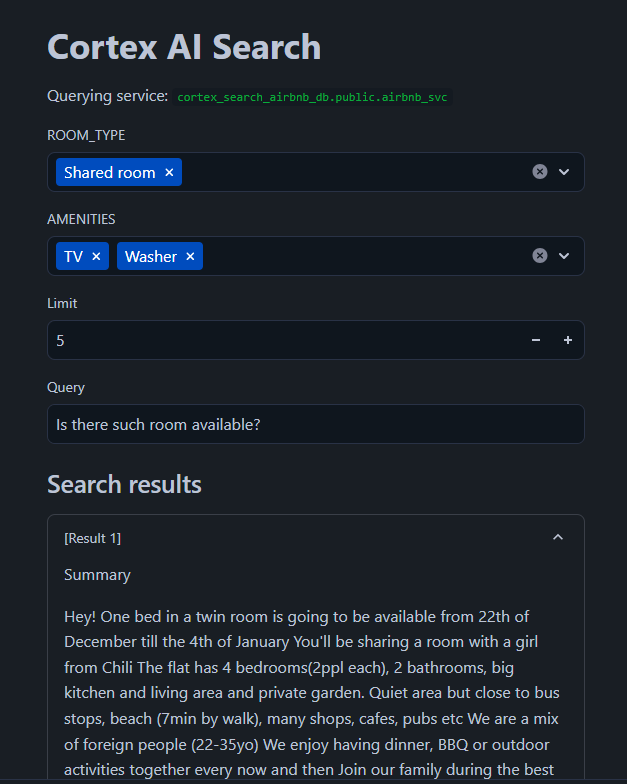 Cortex AI Search
Querying service: cortex_search_airbnb_db.public.airbnb_svc
ROOM_TYPE
Shared room ×
AMENITIES
TV × Washer ×
Limit
5 − +
Query
Is there such room available?
Search results
[Result 1]
Summary
Hey! One bed in a twin room is going to be available from 22th of
December till the 4th of January You'll be sharing a room with a girl
from Chili The flat has 4 bedrooms(2ppl each), 2 bathrooms, big
kitchen and living area and private garden. Quiet area but close to bus
stops, beach (7min by walk), many shops, cafes, pubs etc We are a mix
of foreign people (22-35yo) We enjoy having dinner, BBQ or outdoor
activities together every now and then Join our family during the best